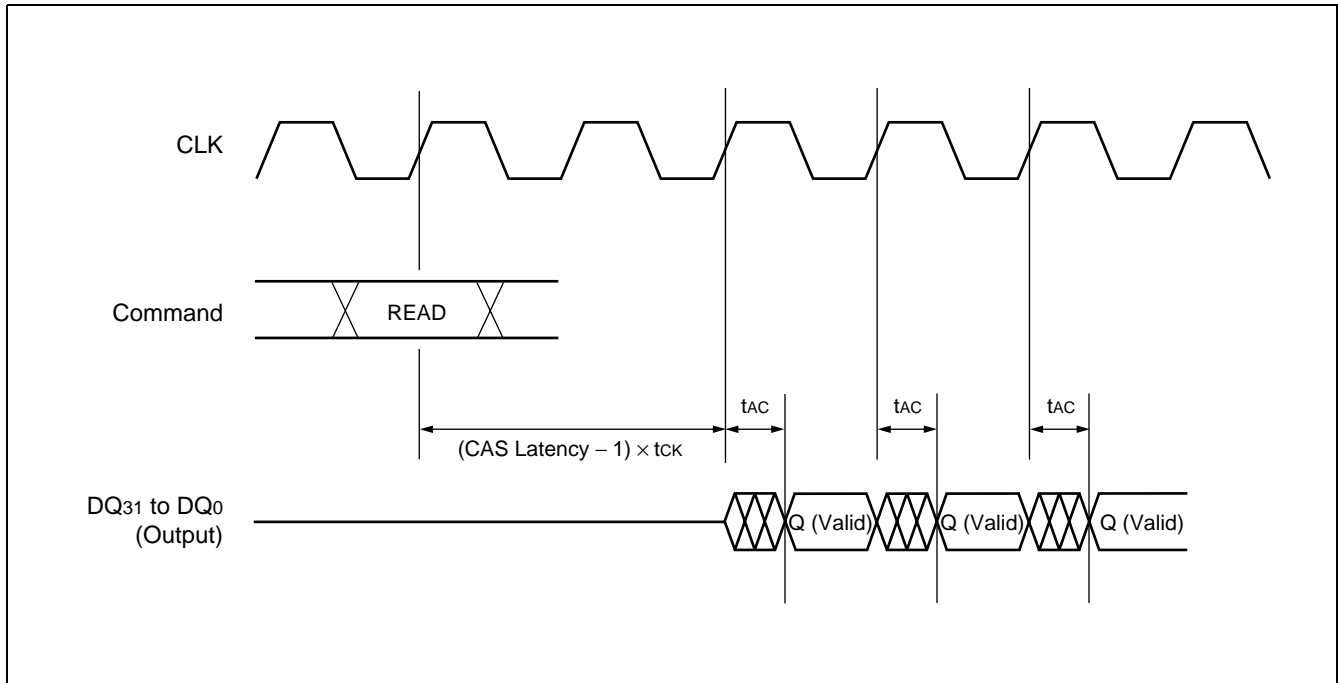 CLK
Command
READ
tAC
tAC
tAC
(CAS Latency − 1) × tCK
DQ31 to DQ0
(Output)
Q (Valid)
Q (Valid)
Q (Valid)